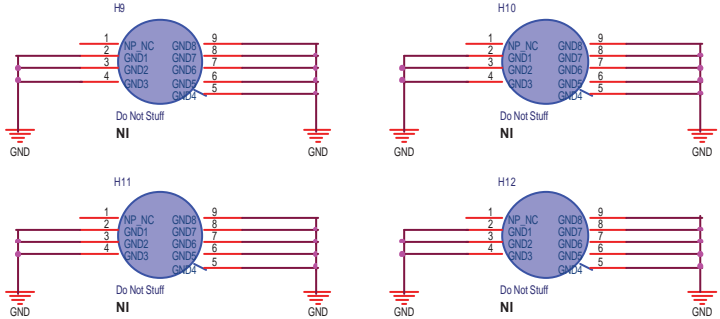 H9
1 NP_NC GND8 9
2 GND1 GND7 8
3 GND2 GND6 7
4 GND3 GND5 6
GND4 5
Do Not Stuff
NI
GND GND
H10
1 NP_NC GND8 9
2 GND1 GND7 8
3 GND2 GND6 7
4 GND3 GND5 6
GND4 5
Do Not Stuff
NI
GND GND
H11
1 NP_NC GND8 9
2 GND1 GND7 8
3 GND2 GND6 7
4 GND3 GND5 6
GND4 5
Do Not Stuff
NI
GND GND
H12
1 NP_NC GND8 9
2 GND1 GND7 8
3 GND2 GND6 7
4 GND3 GND5 6
GND4 5
Do Not Stuff
NI
GND GND